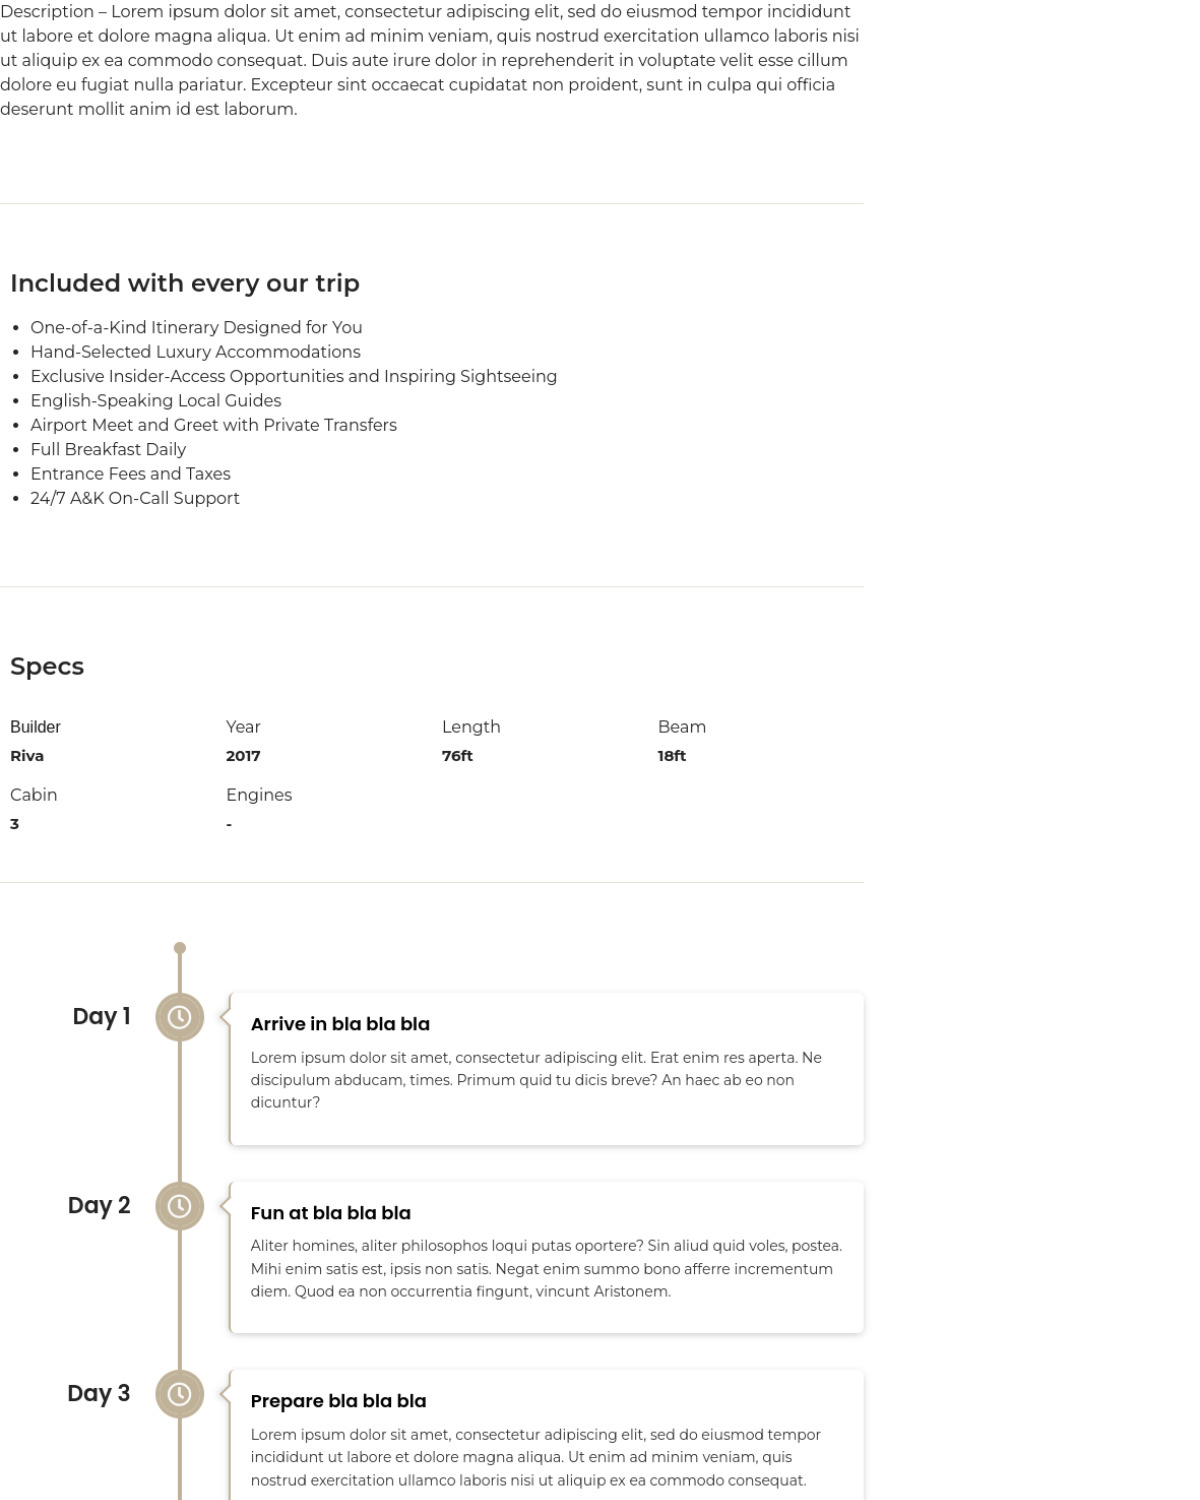 Description – Lorem ipsum dolor sit amet, consectetur adipiscing elit, sed do eiusmod tempor incididunt
ut labore et dolore magna aliqua. Ut enim ad minim veniam, quis nostrud exercitation ullamco laboris nisi
ut aliquip ex ea commodo consequat. Duis aute irure dolor in reprehenderit in voluptate velit esse cillum
dolore eu fugiat nulla pariatur. Excepteur sint occaecat cupidatat non proident, sunt in culpa qui officia
deserunt mollit anim id est laborum.
Included with every our trip
• One-of-a-Kind Itinerary Designed for You
• Hand-Selected Luxury Accommodations
• Exclusive Insider-Access Opportunities and Inspiring Sightseeing
• English-Speaking Local Guides
• Airport Meet and Greet with Private Transfers
• Full Breakfast Daily
• Entrance Fees and Taxes
• 24/7 A&K On-Call Support
Specs
Builder Year Length Beam
Riva 2017 76ft 18ft
Cabin Engines
3 -
Day 1
Arrive in bla bla bla
Lorem ipsum dolor sit amet, consectetur adipiscing elit. Erat enim res aperta. Ne
discipulum abducam, times. Primum quid tu dicis breve? An haec ab eo non
dicuntur?
Day 2
Fun at bla bla bla
Aliter homines, aliter philosophos loqui putas oportere? Sin aliud quid voles, postea.
Mihi enim satis est, ipsis non satis. Negat enim summo bono afferre incrementum
diem. Quod ea non occurrentia fingunt, vincunt Aristonem.
Day 3
Prepare bla bla bla
Lorem ipsum dolor sit amet, consectetur adipiscing elit, sed do eiusmod tempor
incididunt ut labore et dolore magna aliqua. Ut enim ad minim veniam, quis
nostrud exercitation ullamco laboris nisi ut aliquip ex ea commodo consequat.